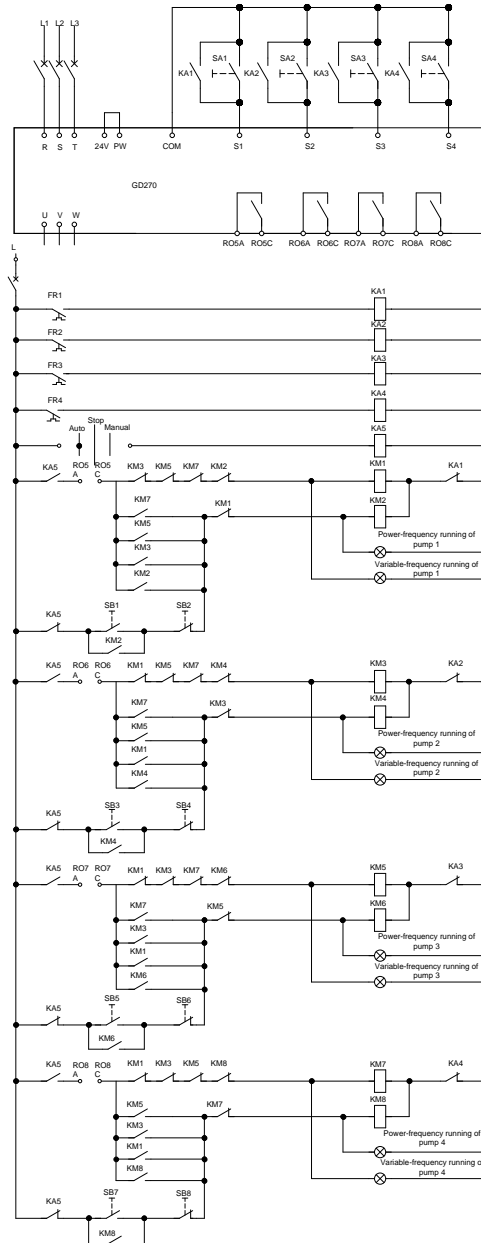 L1 L2 L3
SA1 SA2 SA3 SA4
KA1 KA2 KA3 KA4
R S T 24V PW COM S1 S2 S3 S4
GD270
U V W
RO5A RO5C RO6A RO6C RO7A RO7C RO8A RO8C
L
FR1 KA1
FR2 KA2
FR3 KA3
FR4 KA4
Auto Stop Manual KA5
KA5 RO5 A RO5 C KM3 KM5 KM7 KM2 KM1 KA1
KM7 KM1 KM2
KM5
Power-frequency running of
pump 1
KM3
Variable-frequency running of
pump 1
KM2
KA5 SB1 SB2
KM2
KA5 RO6 A RO6 C KM1 KM5 KM7 KM4 KM3 KA2
KM7 KM3 KM4
KM5
Power-frequency running of
pump 2
KM1
Variable-frequency running of
pump 2
KM4
KA5 SB3 SB4
KM4
KA5 RO7 A RO7 C KM1 KM3 KM7 KM6 KM5 KA3
KM7 KM5 KM6
KM3
Power-frequency running of
pump 3
KM1
Variable-frequency running of
pump 3
KM6
KA5 SB5 SB6
KM6
KA5 RO8 A RO8 C KM1 KM3 KM5 KM8 KM7 KA4
KM5 KM7 KM8
KM3
Power-frequency running of
pump 4
KM1
Variable-frequency running of
pump 4
KM8
KA5 SB7 SB8
KM8